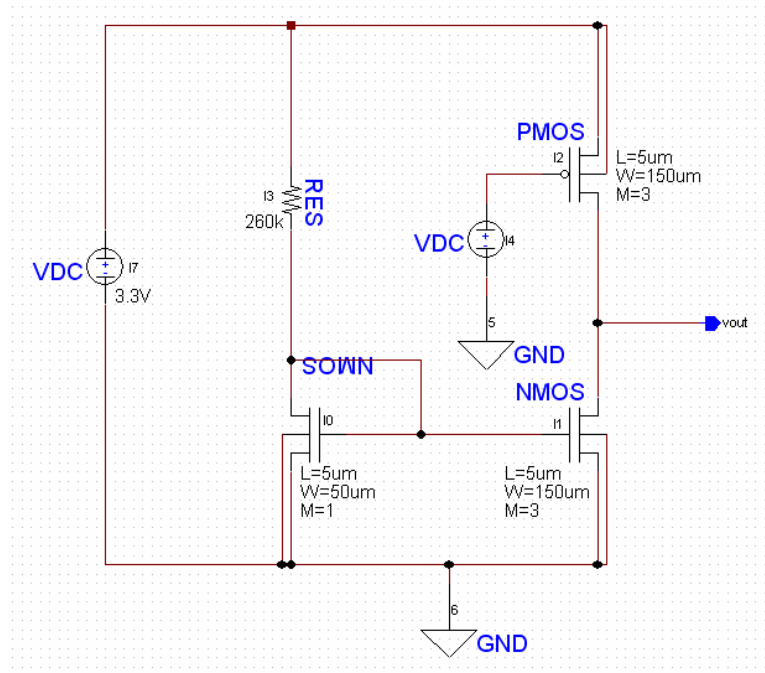 PMOS
I2
L=5um
W=150um
M=3
I3
RES
260k
VDC
I4
VDC
I7
3.3V
5
vout
GND
NMOS
NMOS
I0
I1
L=5um
W=50um
M=1
L=5um
W=150um
M=3
6
GND